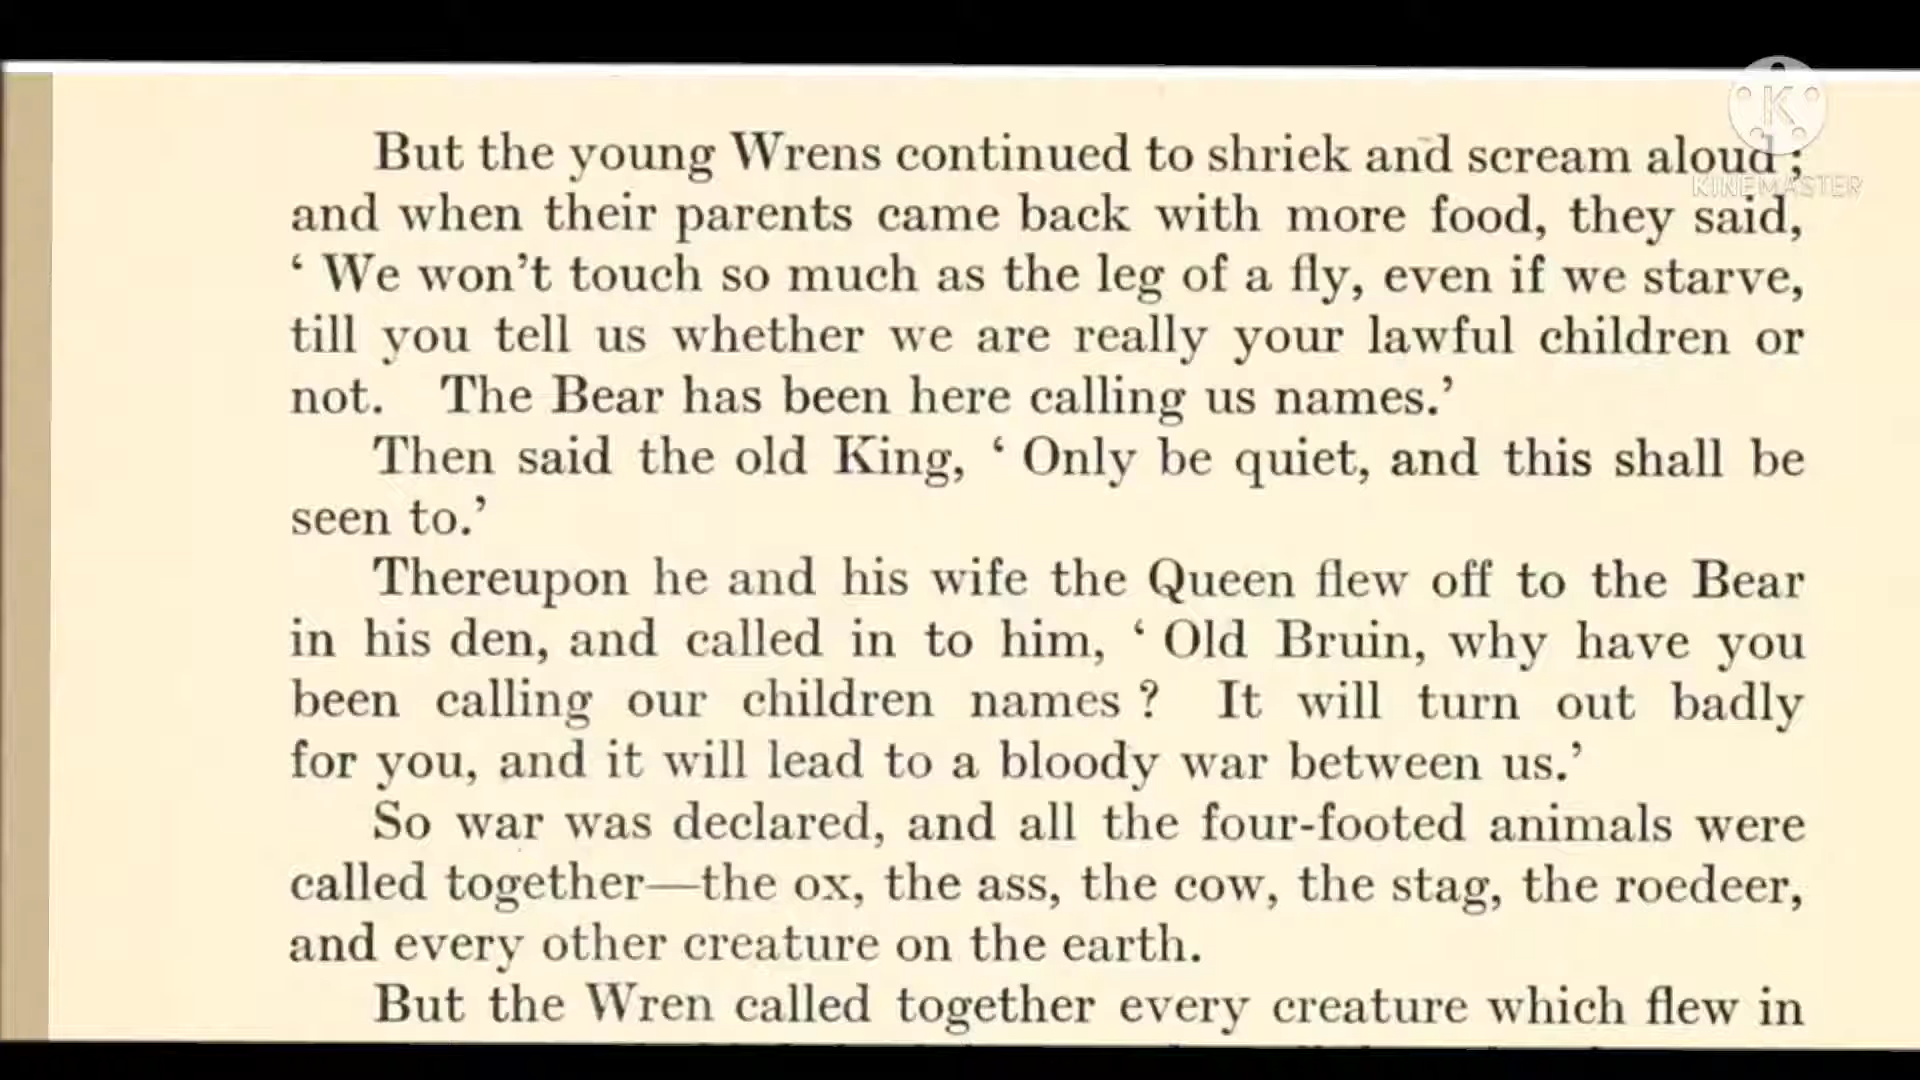 But the young Wrens continued to shriek and scream aloud ;
and when their parents came back with more food, they said,
‘ We won’t touch so much as the leg of a fly, even if we starve,
till you tell us whether we are really your lawful children or
not. The Bear has been here calling us names.’
Then said the old King, ‘ Only be quiet, and this shall be
seen to.’
Thereupon he and his wife the Queen flew off to the Bear
in his den, and called in to him, ‘ Old Bruin, why have you
been calling our children names ? It will turn out badly
for you, and it will lead to a bloody war between us.’
So war was declared, and all the four-footed animals were
called together—the ox, the ass, the cow, the stag, the roedeer,
and every other creature on the earth.
But the Wren called together every creature which flew in
K
KINEMASTER